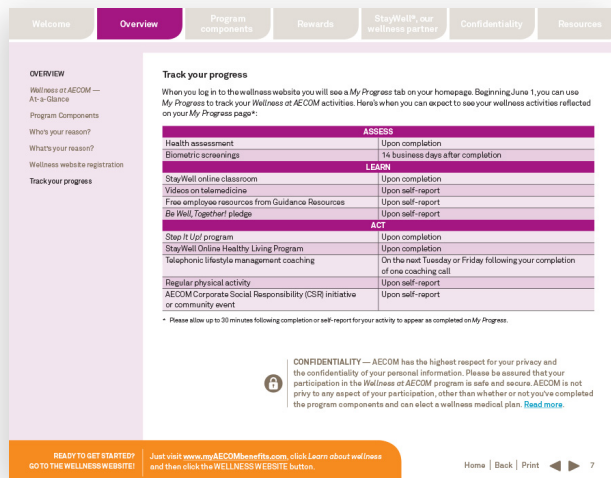 Welcome
Overview
Program
components
Rewards
StayWell®, our
wellness partner
Confidentiality
Resources
OVERVIEW
Wellness at AECOM —
At-a-Glance
Program Components
Who's your reason?
What's your reason?
Wellness website registration
Track your progress
Track your progress
When you log in to the wellness website you will see a My Progress tab on your homepage. Beginning June 1, you can use
My Progress to track your Wellness at AECOM activities. Here's when you can expect to see your wellness activities reflected
on your My Progress page*:
ASSESS
Health assessment Upon completion
Biometric screenings 14 business days after completion
LEARN
StayWell online classroom Upon completion
Videos on telemedicine Upon self-report
Free employee resources from Guidance Resources Upon self-report
Be Well, Together! pledge Upon self-report
ACT
Step It Up! program Upon completion
StayWell Online Healthy Living Program Upon completion
Telephonic lifestyle management coaching On the next Tuesday or Friday following your completion
of one coaching call
Regular physical activity Upon self-report
AECOM Corporate Social Responsibility (CSR) initiative Upon self-report
or community event
* Please allow up to 30 minutes following completion or self-report for your activity to appear as completed on My Progress.
CONFIDENTIALITY — AECOM has the highest respect for your privacy and
the confidentiality of your personal information. Please be assured that your
participation in the Wellness at AECOM program is safe and secure. AECOM is not
privy to any aspect of your participation, other than whether or not you've completed
the program components and can elect a wellness medical plan. Read more.
READY TO GET STARTED?
GO TO THE WELLNESS WEBSITE!
Just visit www.myAECOMbenefits.com, click Learn about wellness
and then click the WELLNESS WEBSITE button.
Home | Back | Print 7